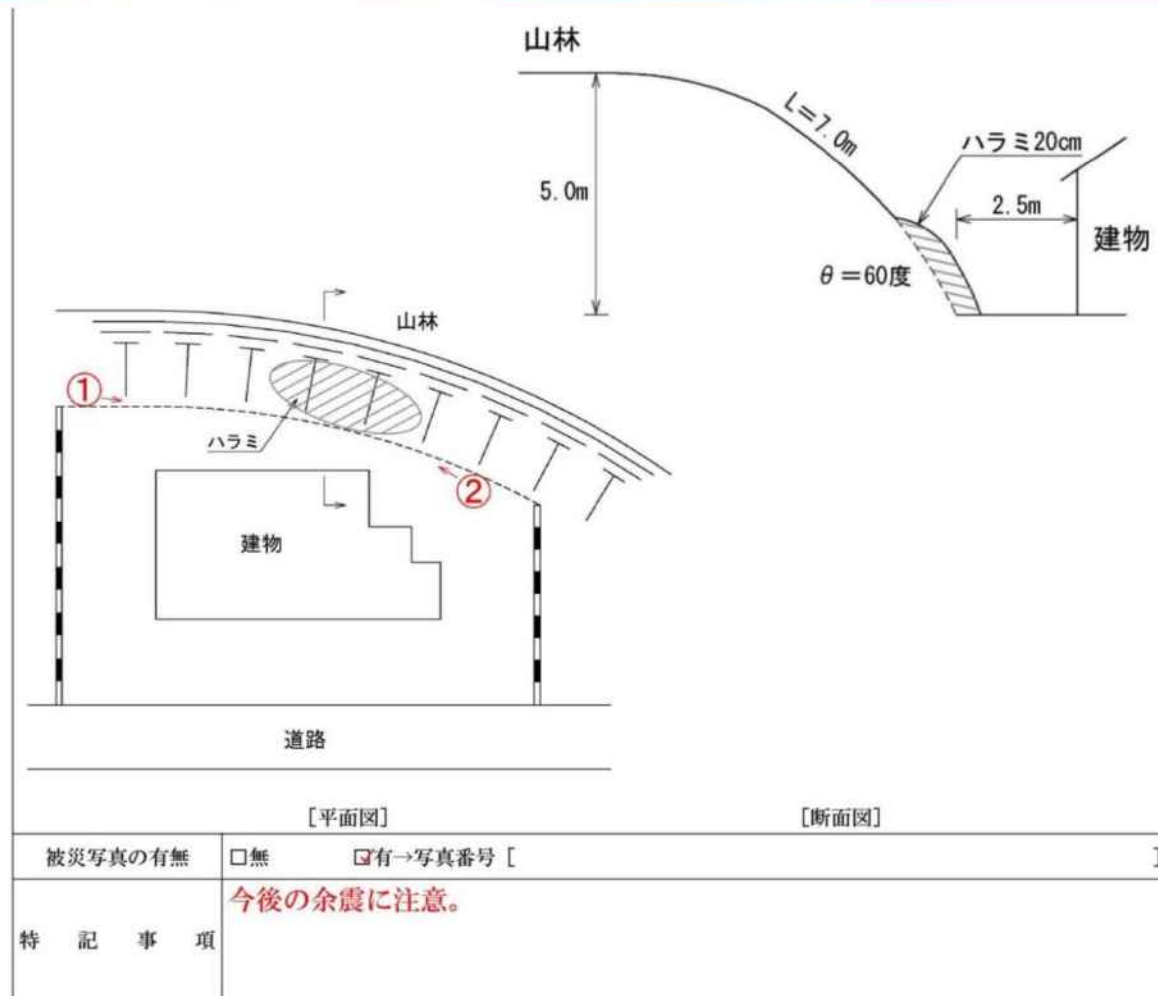 山林
L=7.0m
ハラミ20cm
5.0m
2.5m
建物
θ=60度
山林
①
ハラミ
②
建物
道路
[平面図]
[断面図]
被災写真の有無 □無 ☑有→写真番号 [ ]
今後の余震に注意。
特記事項